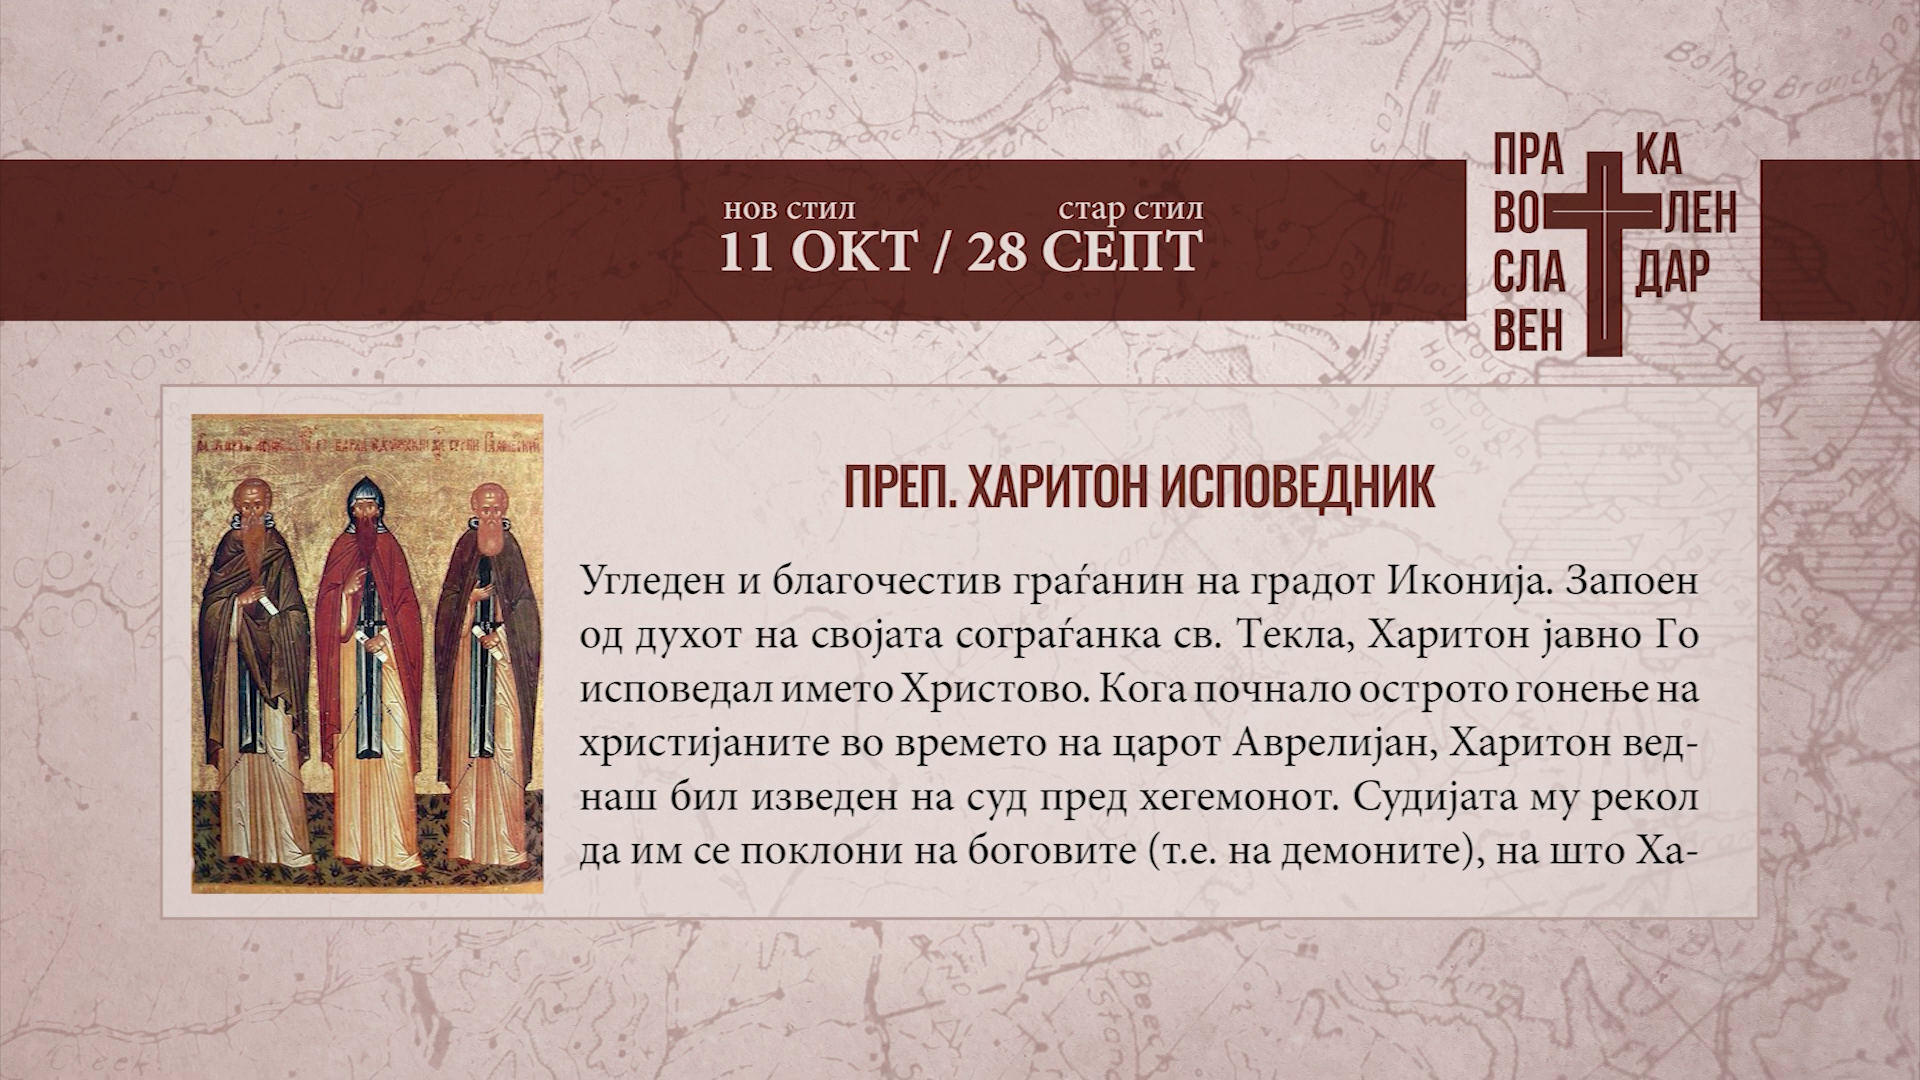 нов стил стар стил
11 ОКТ / 28 СЕПТ
ПРА КА
ВО ЛЕН
СЛА ДАР
ВЕН
ПРЕП. ХАРИТОН ИСПОВЕДНИК
Угледен и благочестив граѓанин на градот Иконија. Запоен
од духот на својата сограѓанка св. Текла, Харитон јавно Го
исповедал името Христово. Кога почнало острото гонење на
христијаните во времето на царот Аврелијан, Харитон вед-
наш бил изведен на суд пред хегемонот. Судијата му рекол
да им се поклони на боговите (т.е. на демоните), на што Ха-
Boling Branch